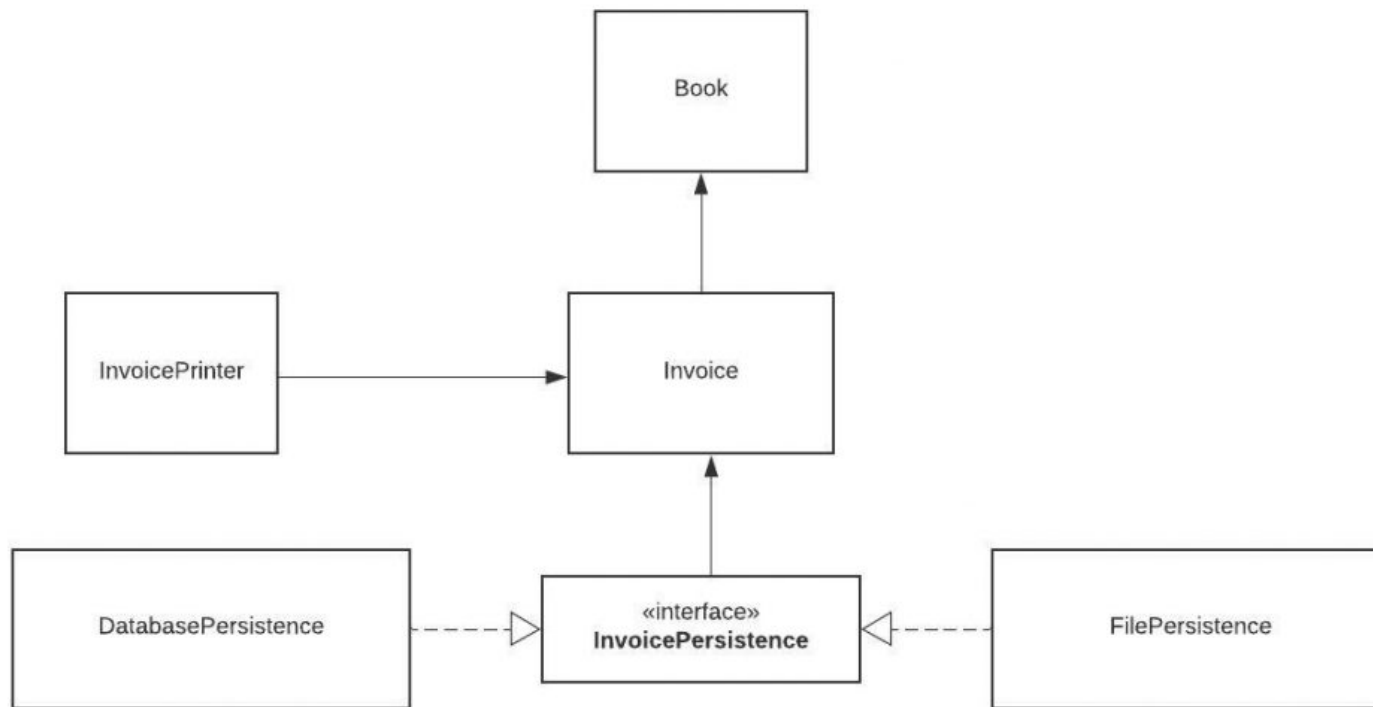 Book
InvoicePrinter
Invoice
DatabasePersistence
«interface»
InvoicePersistence
FilePersistence